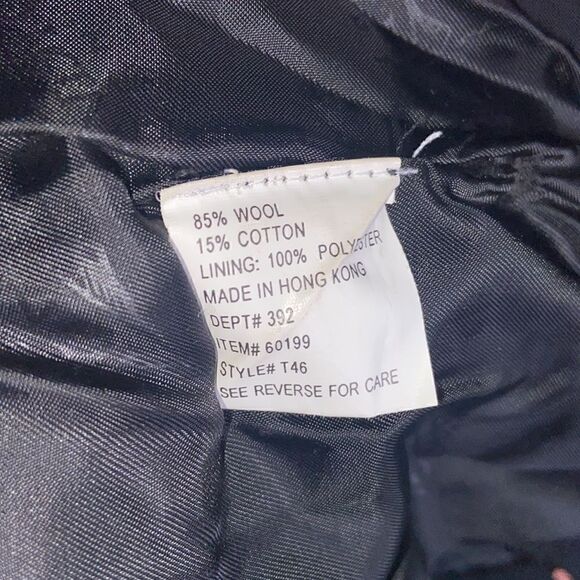 85% WOOL
15% COTTON
LINING: 100% POLYESTER
MADE IN HONG KONG
DEPT# 392
ITEM# 60199
STYLE# T46
SEE REVERSE FOR CARE